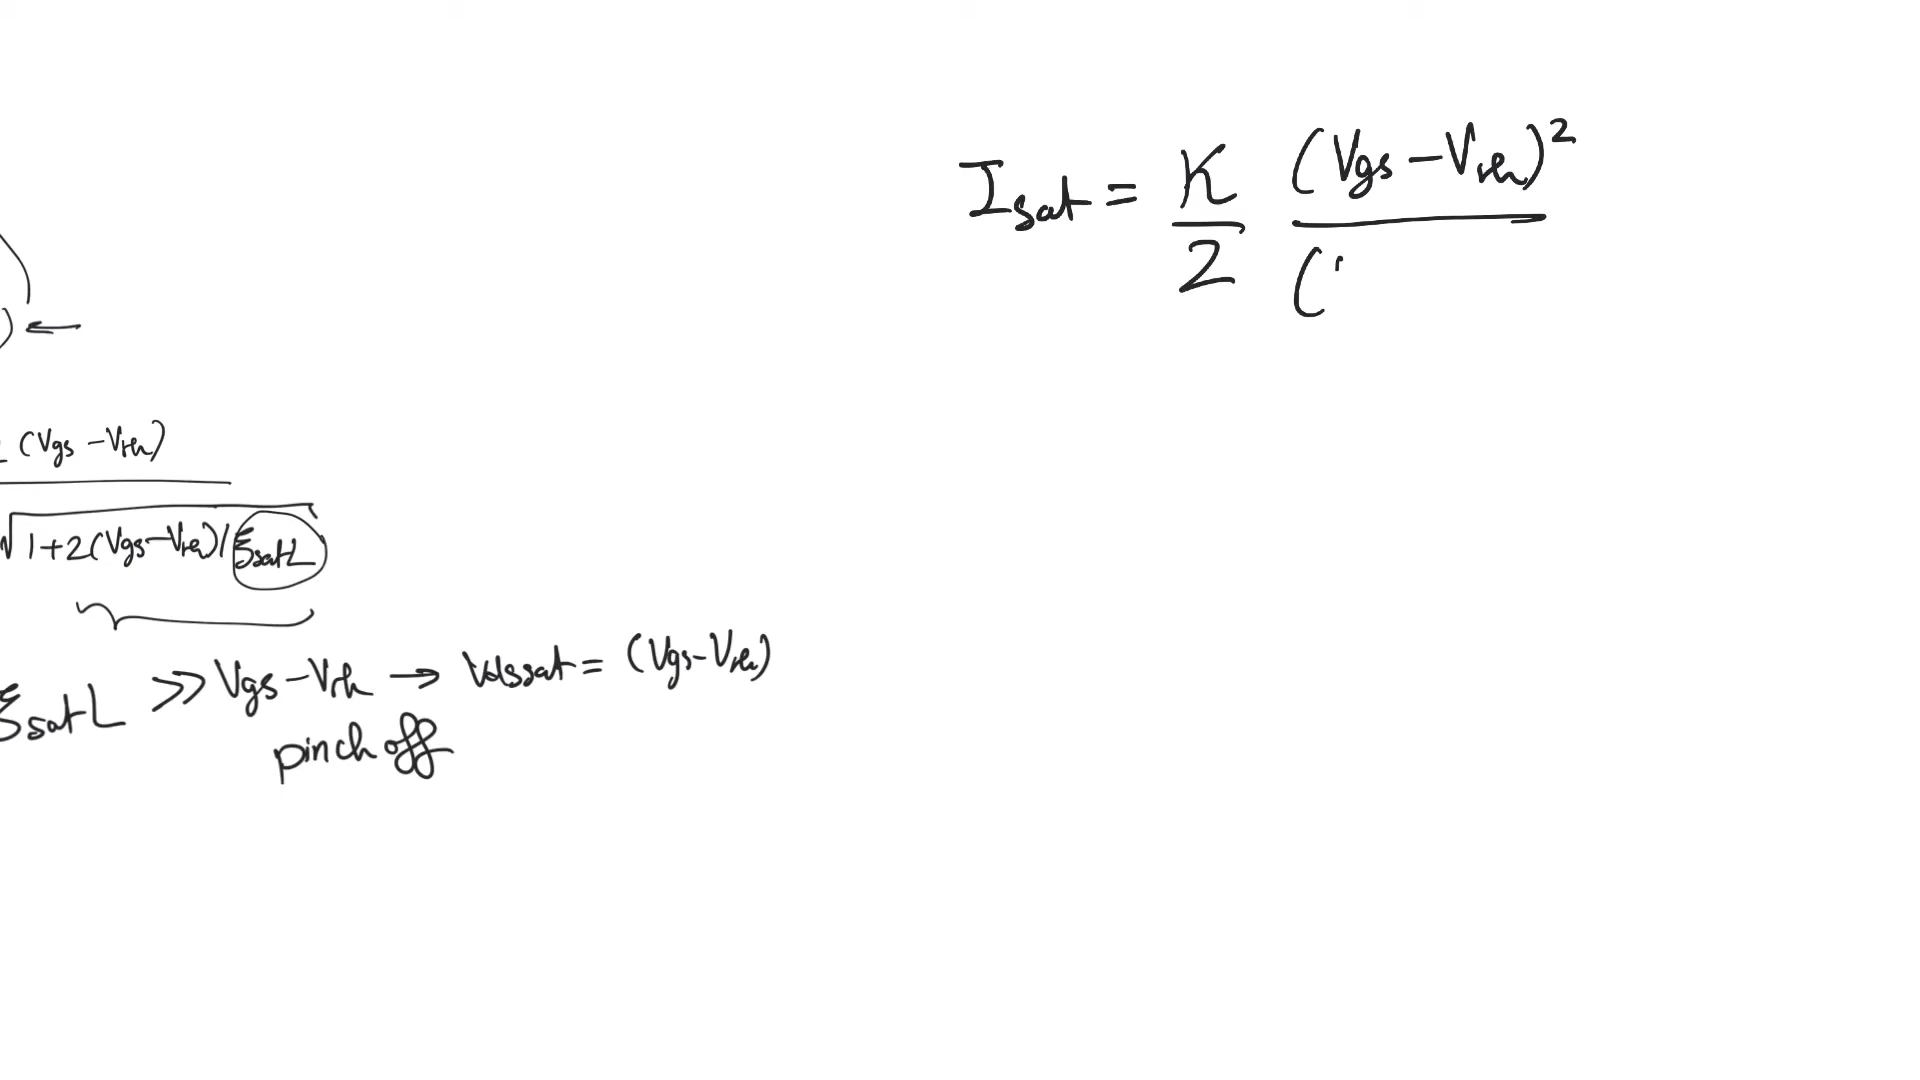 I_sat = K/2 (Vgs - Vth)² / (
) ←
(Vgs - Vth)
√1+2(Vgs-Vth)/ξsatL
ξsatL >> Vgs-Vth → Vdssat = (Vgs-Vth)
pinch off